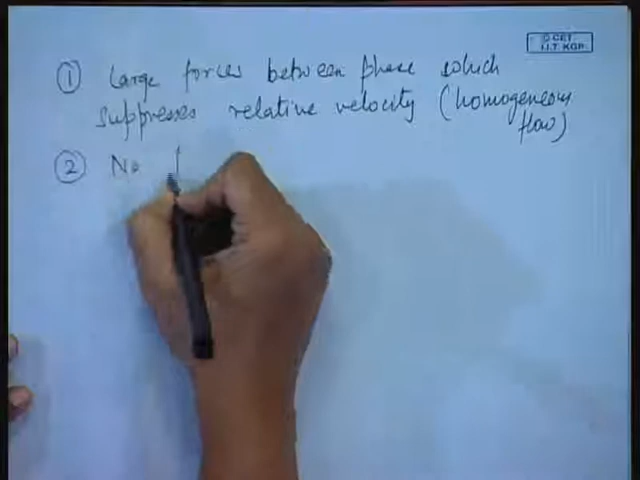 © CET
I.I.T. KGP
① Large forces between phase which
suppresses relative velocity (homogeneous
flow)
② No